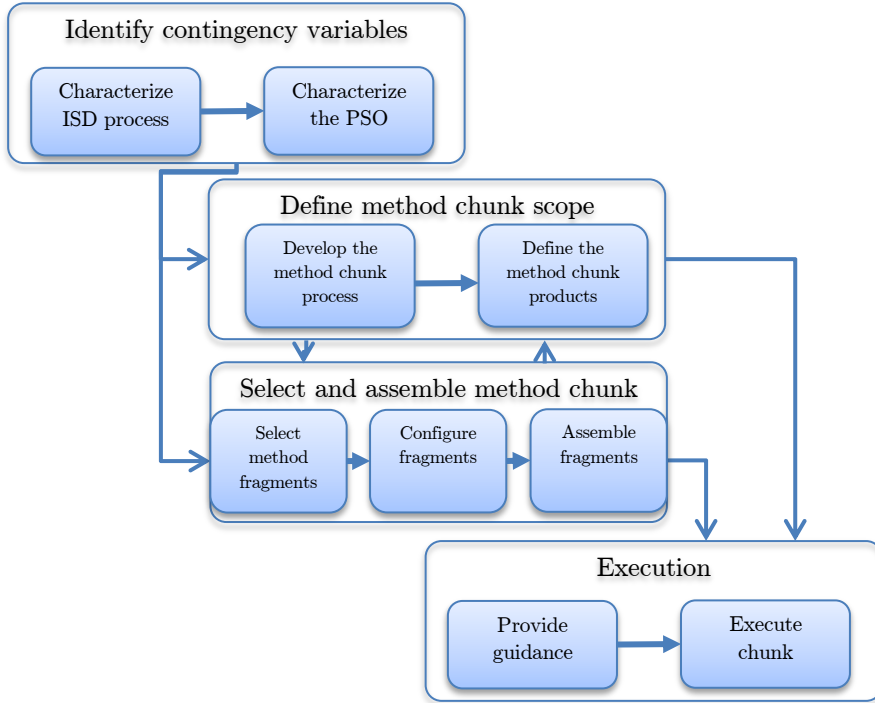 Identify contingency variables
Characterize
ISD process
Characterize
the PSO
Define method chunk scope
Develop the
method chunk
process
Define the
method chunk
products
Select and assemble method chunk
Select
method
fragments
Configure
fragments
Assemble
fragments
Execution
Provide
guidance
Execute
chunk